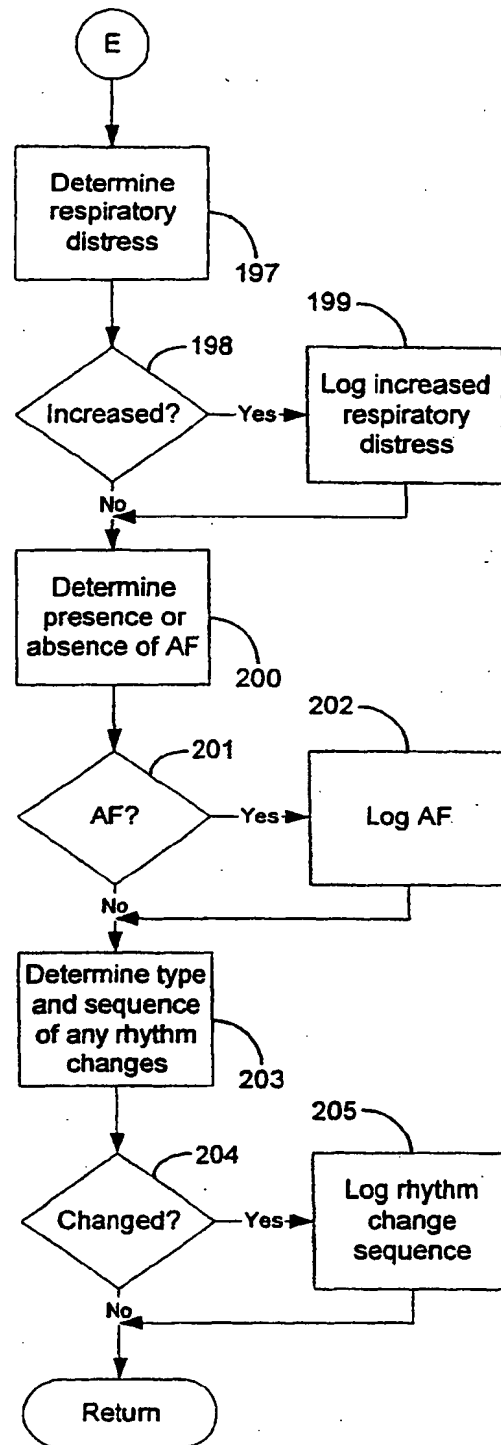 E
Determine
respiratory
distress
197
198
199
Increased?
Yes
Log increased
respiratory
distress
No
Determine
presence or
absence of AF
200
201
202
AF?
Yes
Log AF
No
Determine type
and sequence
of any rhythm
changes
203
204
205
Changed?
Yes
Log rhythm
change
sequence
No
Return